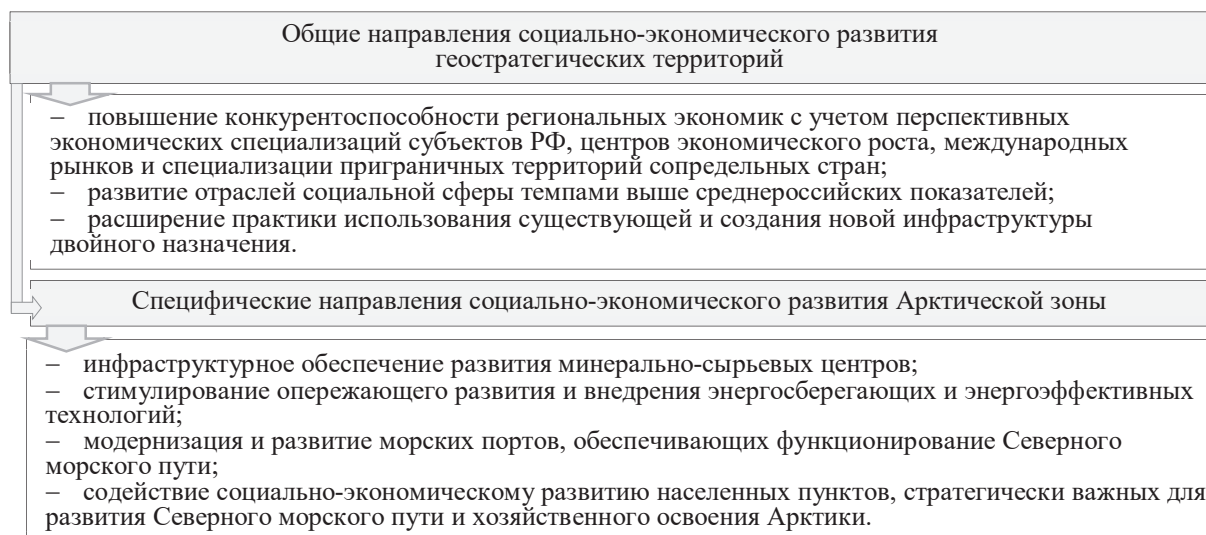 Общие направления социально-экономического развития
геостратегических территорий
– повышение конкурентоспособности региональных экономик с учетом перспективных
экономических специализаций субъектов РФ, центров экономического роста, международных
рынков и специализации приграничных территорий сопредельных стран;
– развитие отраслей социальной сферы темпами выше среднероссийских показателей;
– расширение практики использования существующей и создания новой инфраструктуры
двойного назначения.
Специфические направления социально-экономического развития Арктической зоны
– инфраструктурное обеспечение развития минерально-сырьевых центров;
– стимулирование опережающего развития и внедрения энергосберегающих и энергоэффективных
технологий;
– модернизация и развитие морских портов, обеспечивающих функционирование Северного
морского пути;
– содействие социально-экономическому развитию населенных пунктов, стратегически важных для
развития Северного морского пути и хозяйственного освоения Арктики.